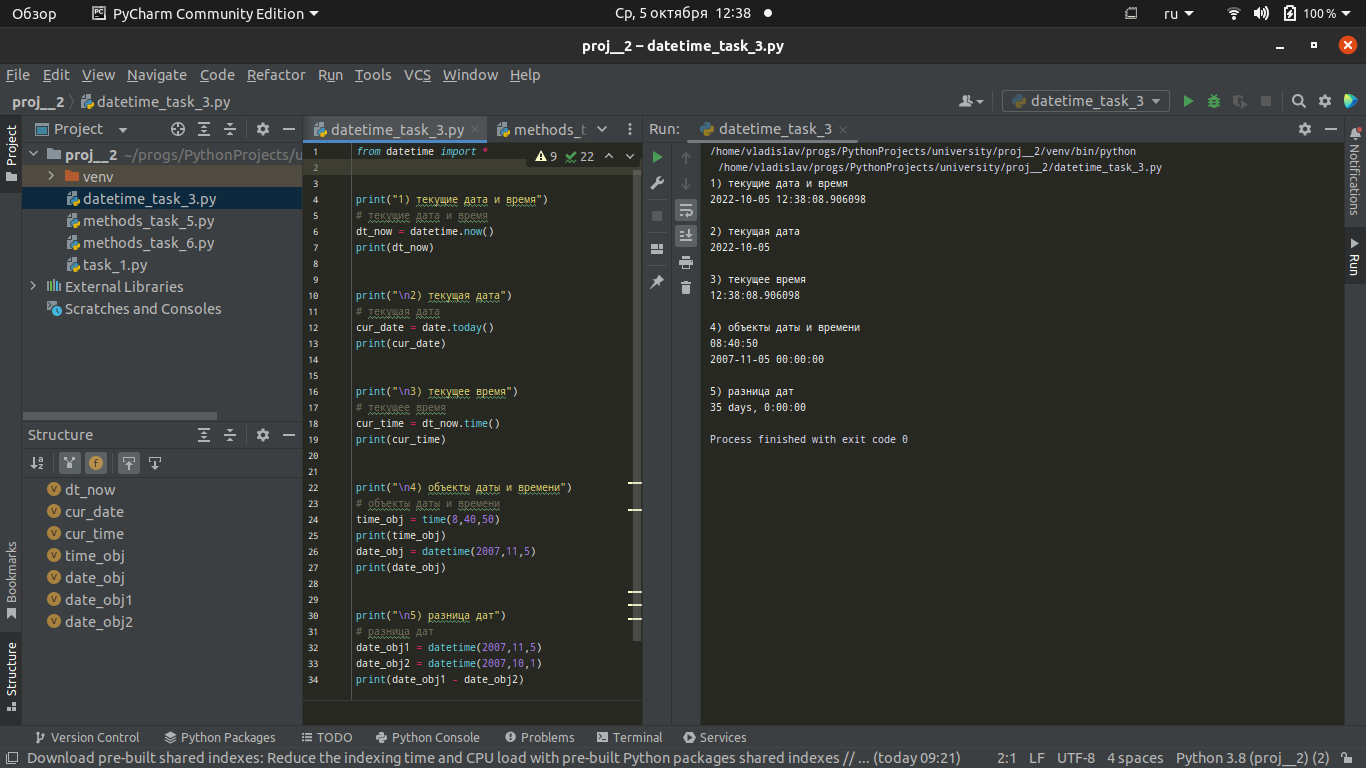 Обзор PyCharm Community Edition Ср, 5 октября 12:38 ru 100 %
proj__2 – datetime_task_3.py
File Edit View Navigate Code Refactor Run Tools VCS Window Help
proj__2 datetime_task_3.py datetime_task_3
Project
Project
proj__2 ~/progs/PythonProjects/u
venv
datetime_task_3.py
methods_task_5.py
methods_task_6.py
task_1.py
External Libraries
Scratches and Consoles
Structure
dt_now
cur_date
cur_time
time_obj
date_obj
date_obj1
date_obj2
Bookmarks
Structure
datetime_task_3.py methods_t
9 22
1 from datetime import *
2
3
4 print("1) текущие дата и время")
5 # текущие дата и время
6 dt_now = datetime.now()
7 print(dt_now)
8
9
10 print("\n2) текущая дата")
11 # текущая дата
12 cur_date = date.today()
13 print(cur_date)
14
15
16 print("\n3) текущее время")
17 # текущее время
18 cur_time = dt_now.time()
19 print(cur_time)
20
21
22 print("\n4) объекты даты и времени")
23 # объекты даты и времени
24 time_obj = time(8,40,50)
25 print(time_obj)
26 date_obj = datetime(2007,11,5)
27 print(date_obj)
28
29
30 print("\n5) разница дат")
31 # разница дат
32 date_obj1 = datetime(2007,11,5)
33 date_obj2 = datetime(2007,10,1)
34 print(date_obj1 - date_obj2)
Run: datetime_task_3
/home/vladislav/progs/PythonProjects/university/proj__2/venv/bin/python
/home/vladislav/progs/PythonProjects/university/proj__2/datetime_task_3.py
1) текущие дата и время
2022-10-05 12:38:08.906098
2) текущая дата
2022-10-05
3) текущее время
12:38:08.906098
4) объекты даты и времени
08:40:50
2007-11-05 00:00:00
5) разница дат
35 days, 0:00:00
Process finished with exit code 0
Notifications
Run
Version Control Python Packages TODO Python Console Problems Terminal Services
Download pre-built shared indexes: Reduce the indexing time and CPU load with pre-built Python packages shared indexes // ... (today 09:21) 2:1 LF UTF-8 4 spaces Python 3.8 (proj__2) (2)